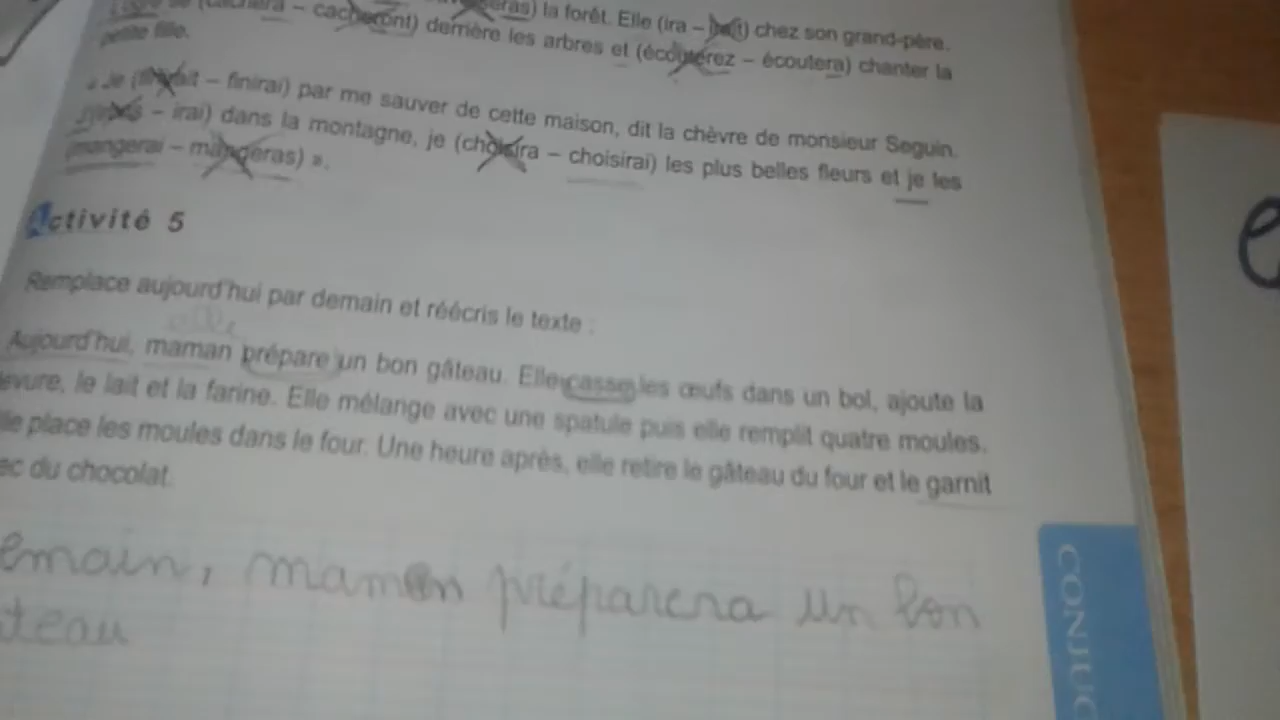 (cachera – cacheront) derrière les arbres et (écouterez – écoutera) chanter la
la forêt. Elle (ira – chez son grand-père.
petite fille.
« Je – finirai) par me sauver de cette maison, dit la chèvre de monsieur Seguin.
– irai) dans la montagne, je (choisira – choisirai) les plus belles fleurs et je les
(mangerai – mangeras) ».
Activité 5
Remplace aujourd'hui par demain et réécris le texte :
Aujourd'hui, maman prépare un bon gâteau. Elle casse les œufs dans un bol, ajoute la
evure, le lait et la farine. Elle mélange avec une spatule puis elle remplit quatre moules.
lle place les moules dans le four. Une heure après, elle retire le gâteau du four et le garnit
ec du chocolat.
emain, maman préparera un bon
teau
CONJUG
e